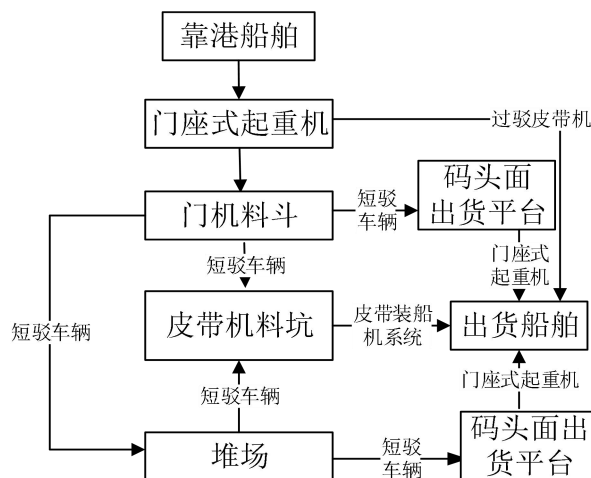 靠港船舶
门座式起重机
过驳皮带机
码头面
出货平台
门机料斗
短驳
车辆
短驳车辆
门座式
起重机
短驳车辆
皮带机料坑
皮带装船
机系统
出货船舶
短驳车辆
门座式起重机
堆场
短驳
车辆
码头面出
货平台